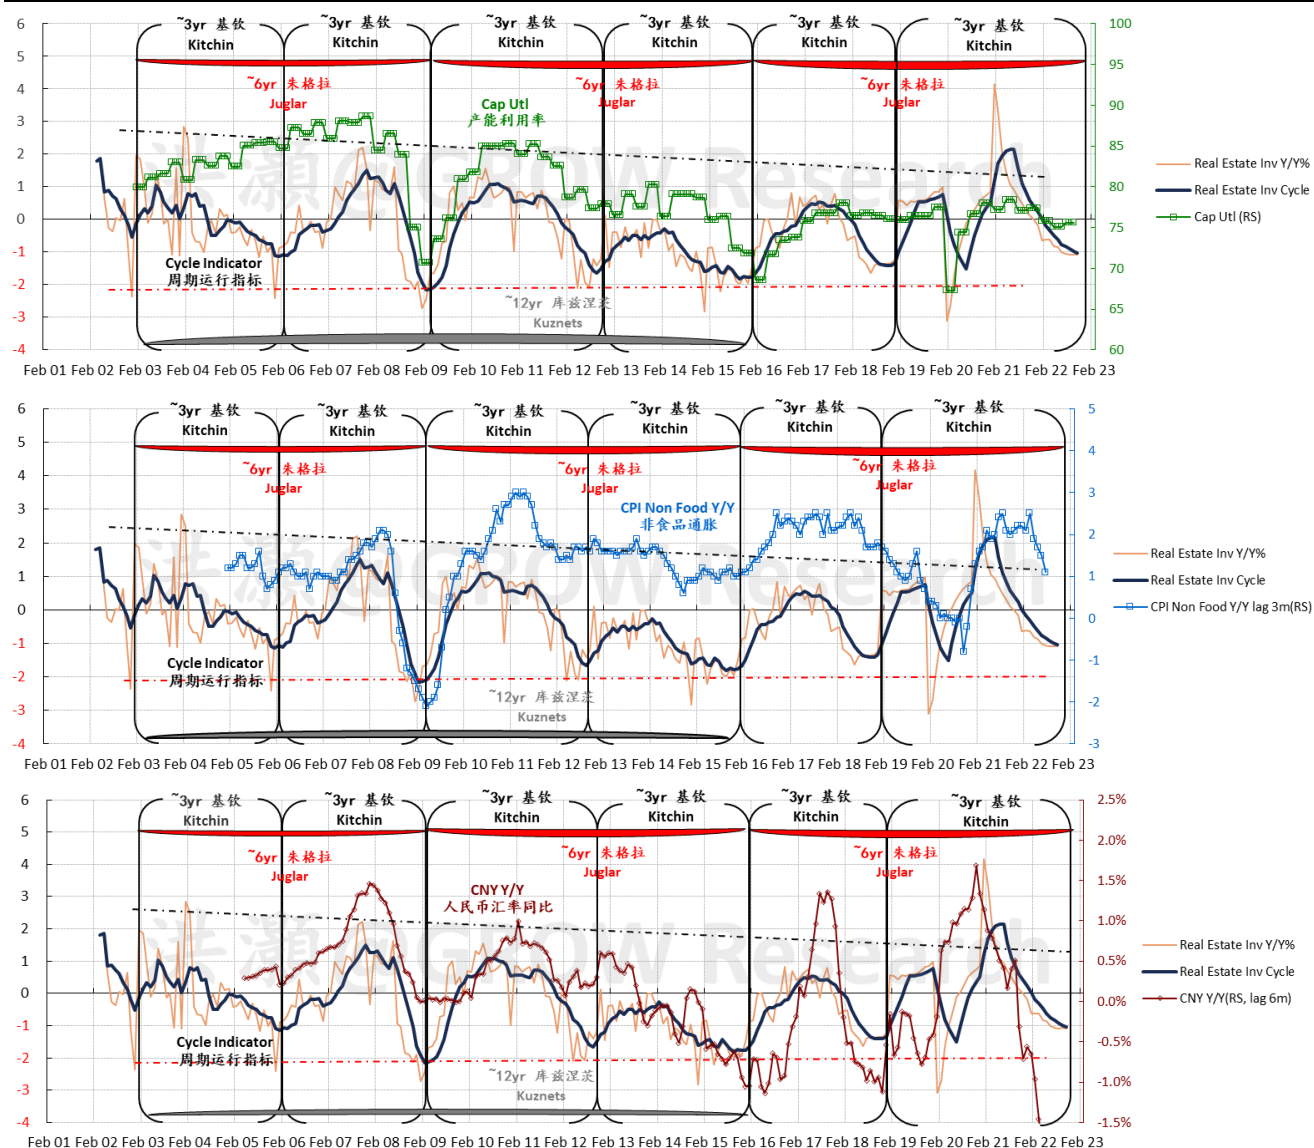 ~3yr 基钦
Kitchin
~3yr 基钦
Kitchin
~3yr 基钦
Kitchin
~3yr 基钦
Kitchin
~3yr 基钦
Kitchin
~3yr 基钦
Kitchin
~6yr 朱格拉
Juglar
~6yr 朱格拉
Juglar
~6yr 朱格拉
Juglar
Cap Utl
产能利用率
洪灝@GROW Research
Cycle Indicator
周期运行指标
~12yr 库兹涅茨
Kuznets
6
5
4
3
2
1
0
-1
-2
-3
-4
100
95
90
85
80
75
70
65
60
Real Estate Inv Y/Y%
Real Estate Inv Cycle
Cap Utl (RS)
Feb 01 Feb 02 Feb 03 Feb 04 Feb 05 Feb 06 Feb 07 Feb 08 Feb 09 Feb 10 Feb 11 Feb 12 Feb 13 Feb 14 Feb 15 Feb 16 Feb 17 Feb 18 Feb 19 Feb 20 Feb 21 Feb 22 Feb 23
~3yr 基钦
Kitchin
~3yr 基钦
Kitchin
~3yr 基钦
Kitchin
~3yr 基钦
Kitchin
~3yr 基钦
Kitchin
~3yr 基钦
Kitchin
~6yr 朱格拉
Juglar
~6yr 朱格拉
Juglar
~6yr 朱格拉
Juglar
CPI Non Food Y/Y
非食品通胀
洪灝@GROW Research
Cycle Indicator
周期运行指标
~12yr 库兹涅茨
Kuznets
6
5
4
3
2
1
0
-1
-2
-3
-4
5
4
3
2
1
0
-1
-2
-3
Real Estate Inv Y/Y%
Real Estate Inv Cycle
CPI Non Food Y/Y lag 3m(RS)
Feb 01 Feb 02 Feb 03 Feb 04 Feb 05 Feb 06 Feb 07 Feb 08 Feb 09 Feb 10 Feb 11 Feb 12 Feb 13 Feb 14 Feb 15 Feb 16 Feb 17 Feb 18 Feb 19 Feb 20 Feb 21 Feb 22 Feb 23
~3yr 基钦
Kitchin
~3yr 基钦
Kitchin
~3yr 基钦
Kitchin
~3yr 基钦
Kitchin
~3yr 基钦
Kitchin
~3yr 基钦
Kitchin
~6yr 朱格拉
Juglar
~6yr 朱格拉
Juglar
~6yr 朱格拉
Juglar
CNY Y/Y
人民币汇率同比
洪灝@GROW Research
Cycle Indicator
周期运行指标
~12yr 库兹涅茨
Kuznets
6
5
4
3
2
1
0
-1
-2
-3
-4
2.5%
2.0%
1.5%
1.0%
0.5%
0.0%
-0.5%
-1.0%
-1.5%
Real Estate Inv Y/Y%
Real Estate Inv Cycle
CNY Y/Y(RS, lag 6m)
Feb 01 Feb 02 Feb 03 Feb 04 Feb 05 Feb 06 Feb 07 Feb 08 Feb 09 Feb 10 Feb 11 Feb 12 Feb 13 Feb 14 Feb 15 Feb 16 Feb 17 Feb 18 Feb 19 Feb 20 Feb 21 Feb 22 Feb 23